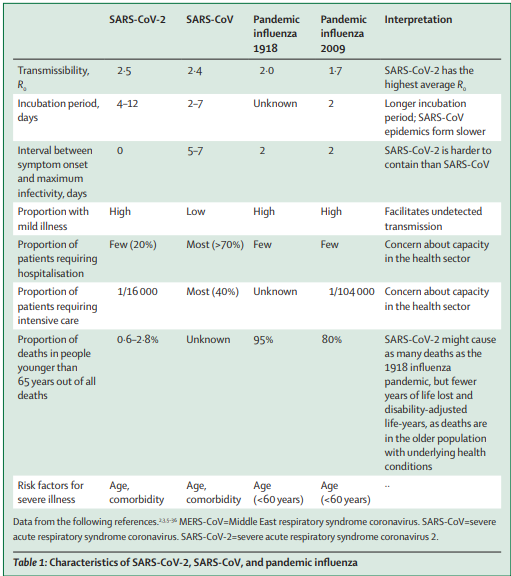 SARS-CoV-2 SARS-CoV Pandemic influenza 1918 Pandemic influenza 2009 Interpretation
Transmissibility, R₀ 2·5 2·4 2·0 1·7 SARS-CoV-2 has the highest average R₀
Incubation period, days 4–12 2–7 Unknown 2 Longer incubation period; SARS-CoV epidemics form slower
Interval between symptom onset and maximum infectivity, days 0 5–7 2 2 SARS-CoV-2 is harder to contain than SARS-CoV
Proportion with mild illness High Low High High Facilitates undetected transmission
Proportion of patients requiring hospitalisation Few (20%) Most (>70%) Few Few Concern about capacity in the health sector
Proportion of patients requiring intensive care 1/16 000 Most (40%) Unknown 1/104 000 Concern about capacity in the health sector
Proportion of deaths in people younger than 65 years out of all deaths 0·6–2·8% Unknown 95% 80% SARS-CoV-2 might cause as many deaths as the 1918 influenza pandemic, but fewer years of life lost and disability-adjusted life-years, as deaths are in the older population with underlying health conditions
Risk factors for severe illness Age, comorbidity Age, comorbidity Age (<60 years) Age (<60 years) ··
Data from the following references. MERS-CoV=Middle East respiratory syndrome coronavirus. SARS-CoV=severe
acute respiratory syndrome coronavirus. SARS-CoV-2=severe acute respiratory syndrome coronavirus 2.
Table 1: Characteristics of SARS-CoV-2, SARS-CoV, and pandemic influenza